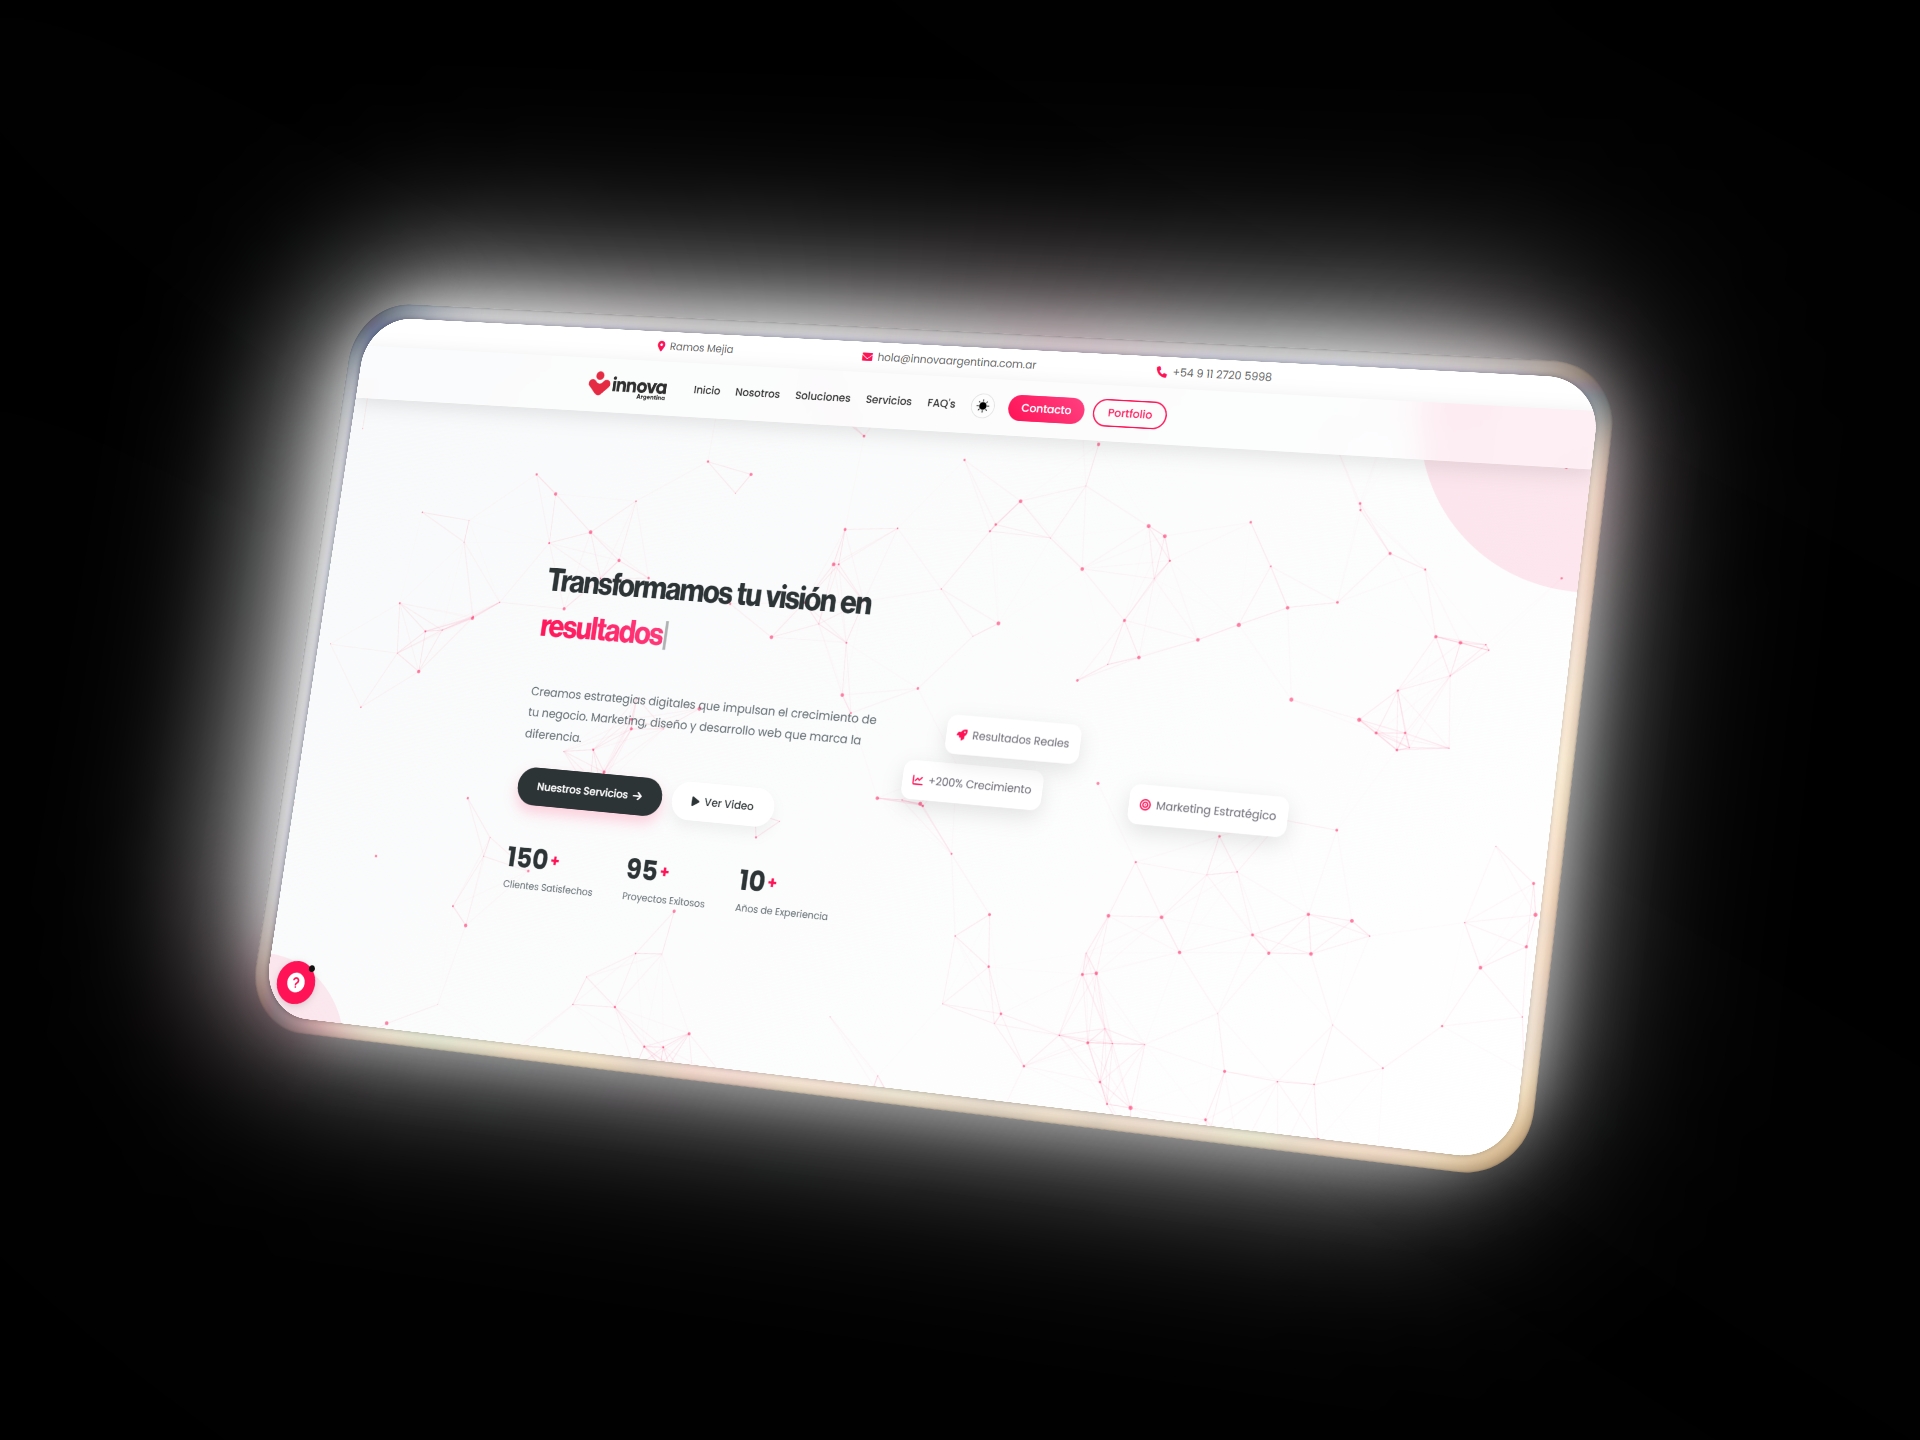 Ramos Mejia
hola@innovaargentina.com.ar
+54 9 11 2720 5998
innova
Argentina
Inicio
Nosotros
Soluciones
Servicios
FAQ's
Contacto
Portfolio
Transformamos tu visión en
resultados|
Creamos estrategias digitales que impulsan el crecimiento de
tu negocio. Marketing, diseño y desarrollo web que marca la
diferencia.
Nuestros Servicios →
Ver Video
150+
Clientes Satisfechos
95+
Proyectos Exitosos
10+
Años de Experiencia
Resultados Reales
+200% Crecimiento
Marketing Estratégico
?